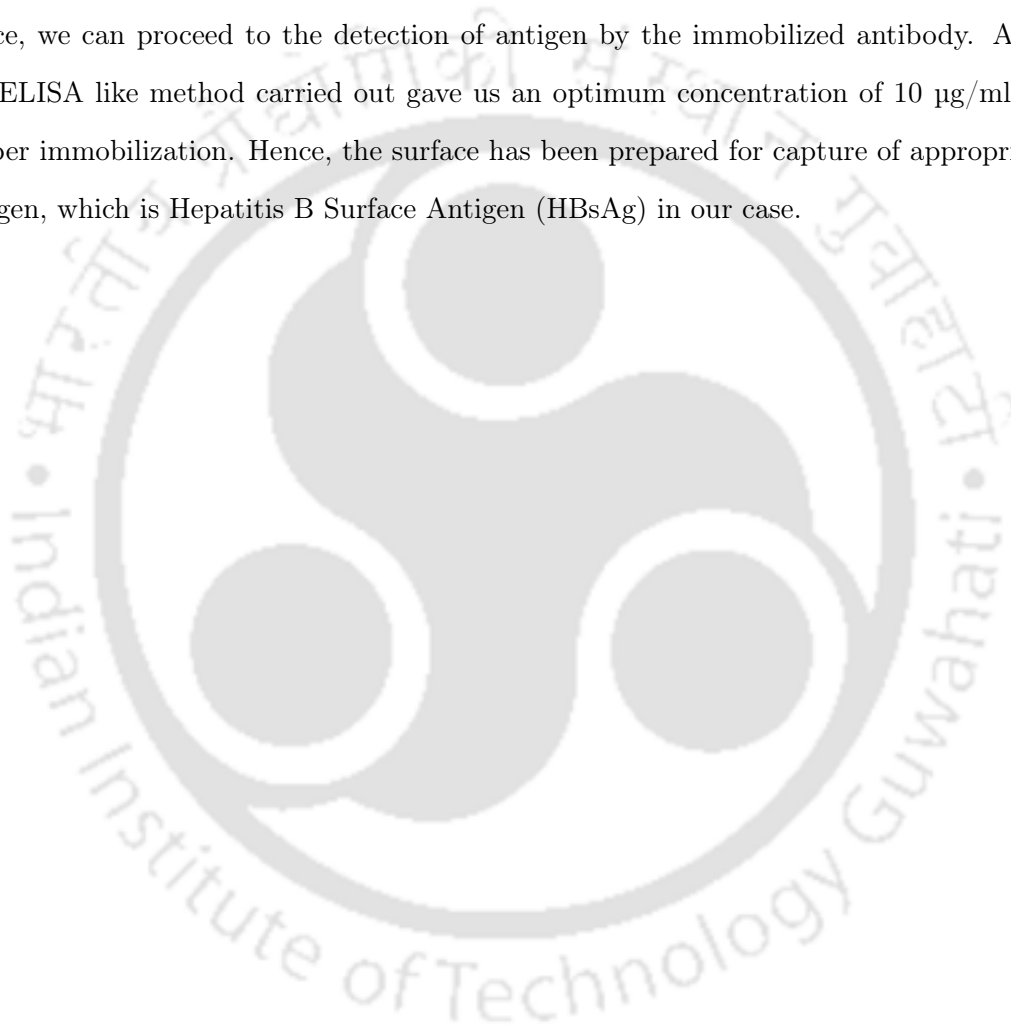 ce, we can proceed to the detection of antigen by the immobilized antibody. A
ELISA like method carried out gave us an optimum concentration of 10 µg/ml
per immobilization. Hence, the surface has been prepared for capture of appropri
gen, which is Hepatitis B Surface Antigen (HBsAg) in our case.
भारतीय प्रौद्योगिकी संस्थान गुवाहाटी
Indian Institute of Technology Guwahati